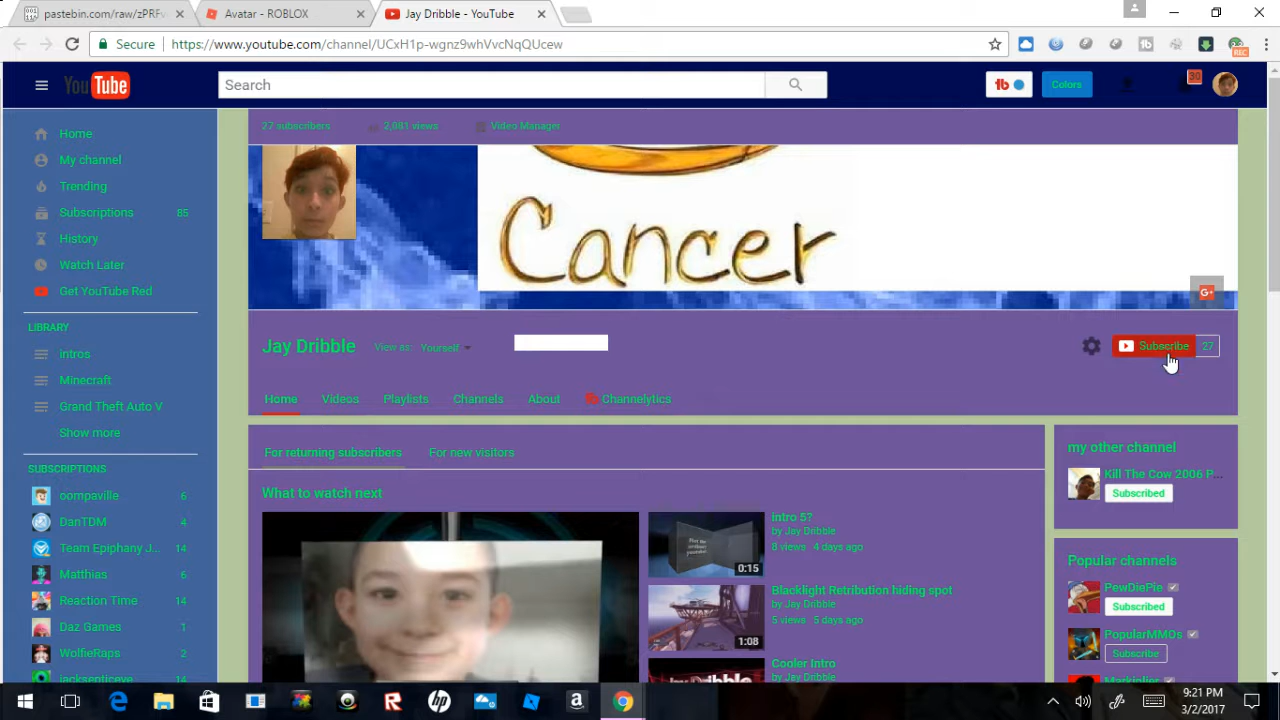 pastebin.com/raw/zPRF
Avatar - ROBLOX
Jay Dribble - YouTube
Secure
https://www.youtube.com/channel/UCxH1p-wgnz9whVvcNqQUcew
REC
YouTube
Search
Colors
30
Home
My channel
Trending
Subscriptions 85
History
Watch Later
Get YouTube Red
LIBRARY
intros
Minecraft
Grand Theft Auto V
Show more
SUBSCRIPTIONS
oompaville 6
DanTDM 4
Team Epiphany J... 14
Matthias 6
Reaction Time 14
Daz Games 1
WolfieRaps 2
jacksepticeye 14
27 subscribers 2,081 views Video Manager
Cancer
G+
Jay Dribble View as: Yourself
Subscribe 27
Home Videos Playlists Channels About Channelytics
For returning subscribers For new visitors
What to watch next
intro 5?
by Jay Dribble
8 views 4 days ago
0:15
Blacklight Retribution hiding spot
by Jay Dribble
5 views 5 days ago
1:08
Cooler Intro
by Jay Dribble
my other channel
Kill The Cow 2006 P...
Subscribed
Popular channels
PewDiePie
Subscribed
PopularMMOs
Subscribe
Markiplier
9:21 PM
3/2/2017